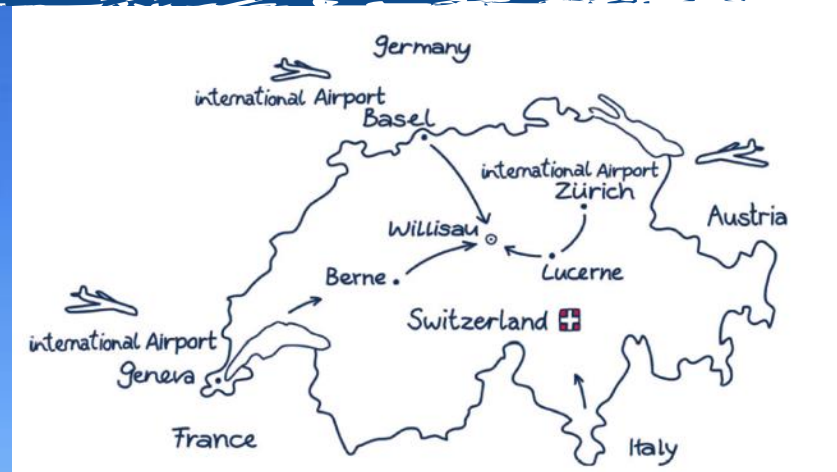 Germany
international Airport
Basel
international Airport
Zürich
Austria
Willisau
Lucerne
Berne
Switzerland
international Airport
Geneva
France
Italy